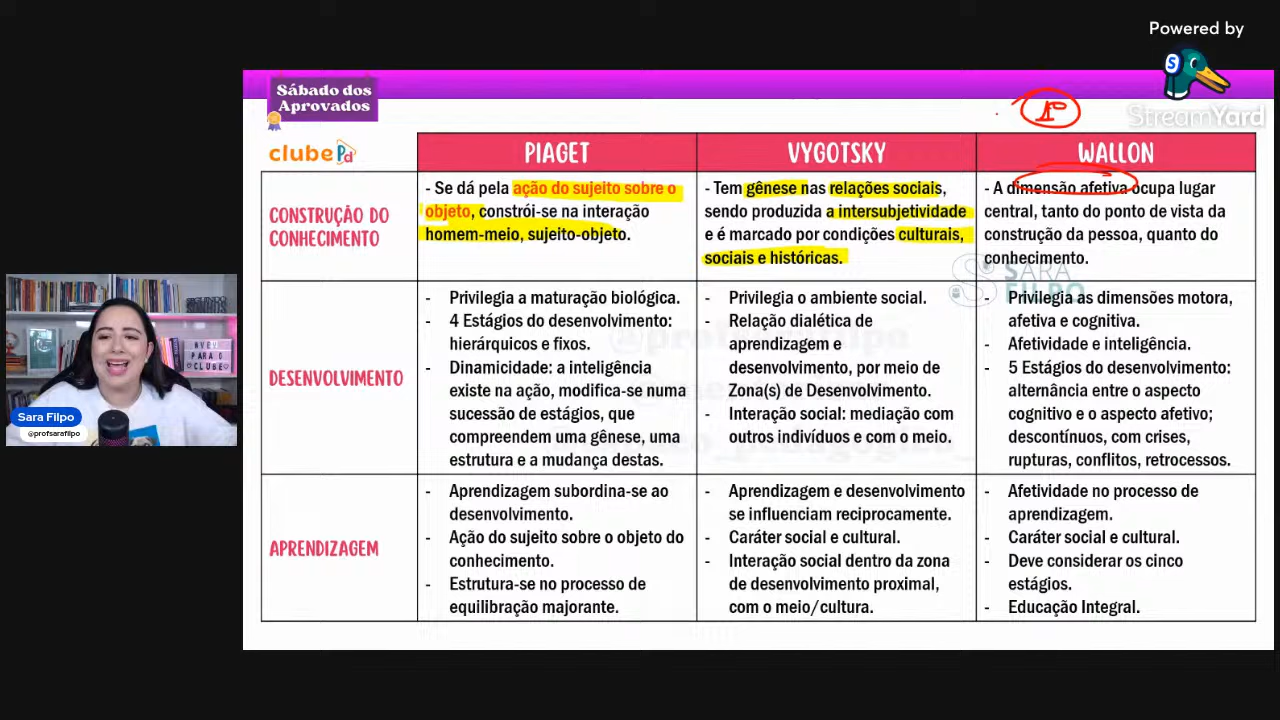 Powered by
StreamYard
Sábado dos
Aprovados
clube Pd
PIAGET
VYGOTSKY
WALLON
CONSTRUÇÃO DO
CONHECIMENTO
- Se dá pela ação do sujeito sobre o
objeto, constrói-se na interação
homem-meio, sujeito-objeto.
- Tem gênese nas relações sociais,
sendo produzida a intersubjetividade
e é marcado por condições culturais,
sociais e históricas.
- A dimensão afetiva ocupa lugar
central, tanto do ponto de vista da
construção da pessoa, quanto do
conhecimento.
SARA
FILPO
DESENVOLVIMENTO
- Privilegia a maturação biológica.
- 4 Estágios do desenvolvimento:
hierárquicos e fixos.
- Dinamicidade: a inteligência
existe na ação, modifica-se numa
sucessão de estágios, que
compreendem uma gênese, uma
estrutura e a mudança destas.
- Privilegia o ambiente social.
- Relação dialética de
aprendizagem e
desenvolvimento, por meio de
Zona(s) de Desenvolvimento.
- Interação social: mediação com
outros indivíduos e com o meio.
- Privilegia as dimensões motora,
afetiva e cognitiva.
- Afetividade e inteligência.
- 5 Estágios do desenvolvimento:
alternância entre o aspecto
cognitivo e o aspecto afetivo;
descontínuos, com crises,
rupturas, conflitos, retrocessos.
APRENDIZAGEM
- Aprendizagem subordina-se ao
desenvolvimento.
- Ação do sujeito sobre o objeto do
conhecimento.
- Estrutura-se no processo de
equilibração majorante.
- Aprendizagem e desenvolvimento
se influenciam reciprocamente.
- Caráter social e cultural.
- Interação social dentro da zona
de desenvolvimento proximal,
com o meio/cultura.
- Afetividade no processo de
aprendizagem.
- Caráter social e cultural.
- Deve considerar os cinco
estágios.
- Educação Integral.
PARA O
CLUBE
Sara Filpo
@profsarafilpo